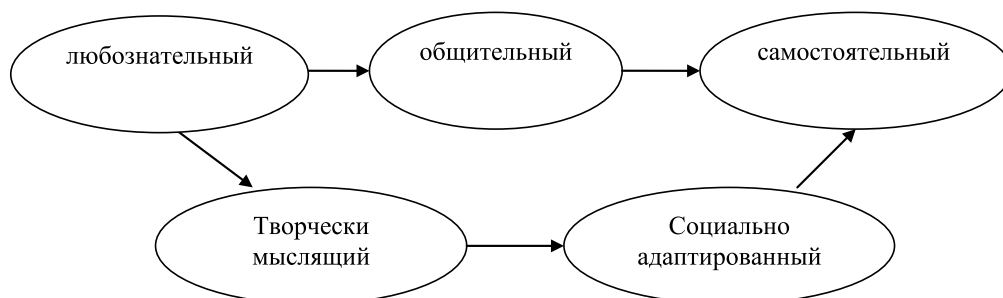 любознательный
общительный
самостоятельный
Творчески
мыслящий
Социально
адаптированный